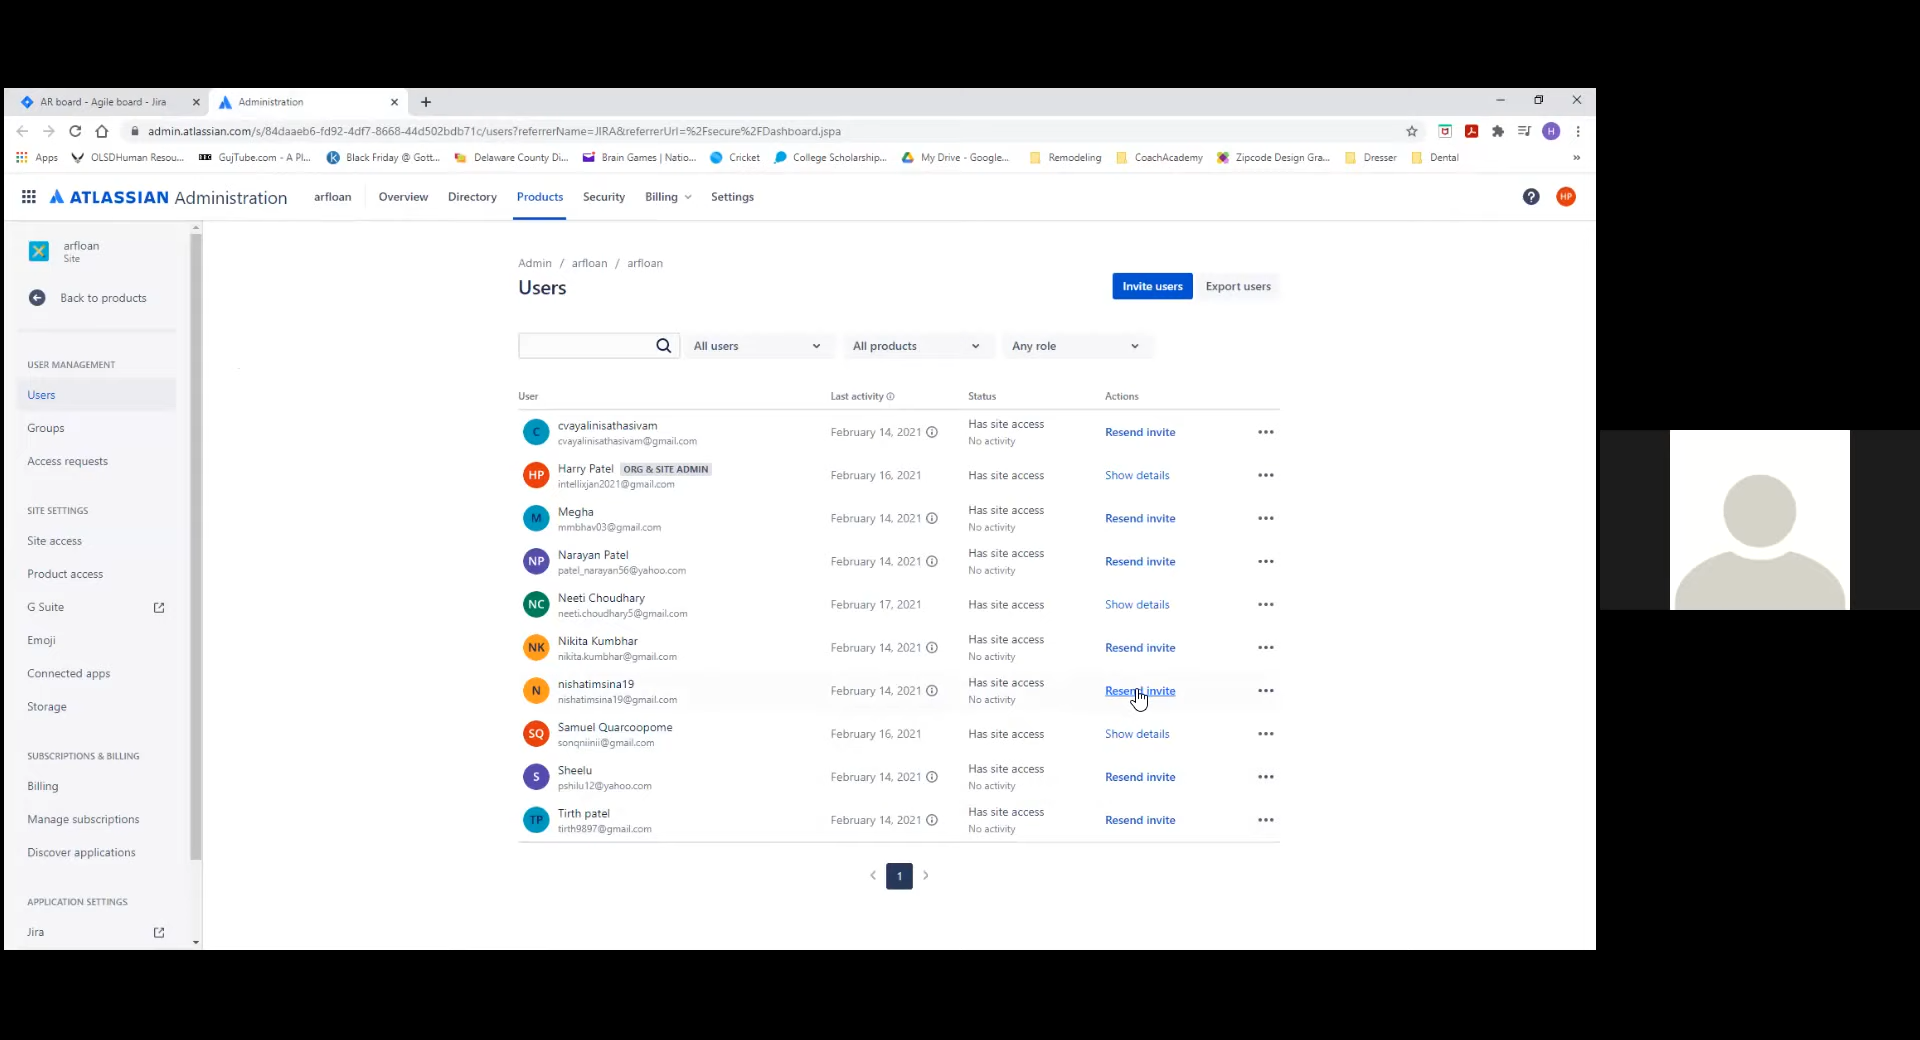 AR board - Agile board - Jira
Administration
admin.atlassian.com/s/84daaeb6-fd92-4df7-8668-44d502bdb71c/users?referrerName=JIRA&referrerUrl=%2Fsecure%2FDashboard.jspa
H
Apps OLSDHuman Resou... GujTube.com - A Pl... Black Friday @ Gott... Delaware County Di... Brain Games | Natio... Cricket College Scholarship... My Drive - Google... Remodeling CoachAcademy Zipcode Design Gra... Dresser Dental »
ATLASSIAN Administration arfloan Overview Directory Products Security Billing Settings ? HP
arfloan
Site
Back to products
USER MANAGEMENT
Users
Groups
Access requests
SITE SETTINGS
Site access
Product access
G Suite
Emoji
Connected apps
Storage
SUBSCRIPTIONS & BILLING
Billing
Manage subscriptions
Discover applications
APPLICATION SETTINGS
Jira
Admin / arfloan / arfloan
Users
Invite users Export users
All users All products Any role
User Last activity Status Actions
C cvayalinisathasivam February 14, 2021 Has site access Resend invite
cvayalinisathasivam@gmail.com No activity
HP Harry Patel ORG & SITE ADMIN February 16, 2021 Has site access Show details
intellixjan2021@gmail.com
M Megha February 14, 2021 Has site access Resend invite
mmbhav03@gmail.com No activity
NP Narayan Patel February 14, 2021 Has site access Resend invite
patel_narayan56@yahoo.com No activity
NC Neeti Choudhary February 17, 2021 Has site access Show details
neeti.choudhary5@gmail.com
NK Nikita Kumbhar February 14, 2021 Has site access Resend invite
nikita.kumbhar@gmail.com No activity
N nishatimsina19 February 14, 2021 Has site access Resend invite
nishatimsina19@gmail.com No activity
SQ Samuel Quarcoopome February 16, 2021 Has site access Show details
sonqniinii@gmail.com
S Sheelu February 14, 2021 Has site access Resend invite
pshilu12@yahoo.com No activity
TP Tirth patel February 14, 2021 Has site access Resend invite
tirth9897@gmail.com No activity
1